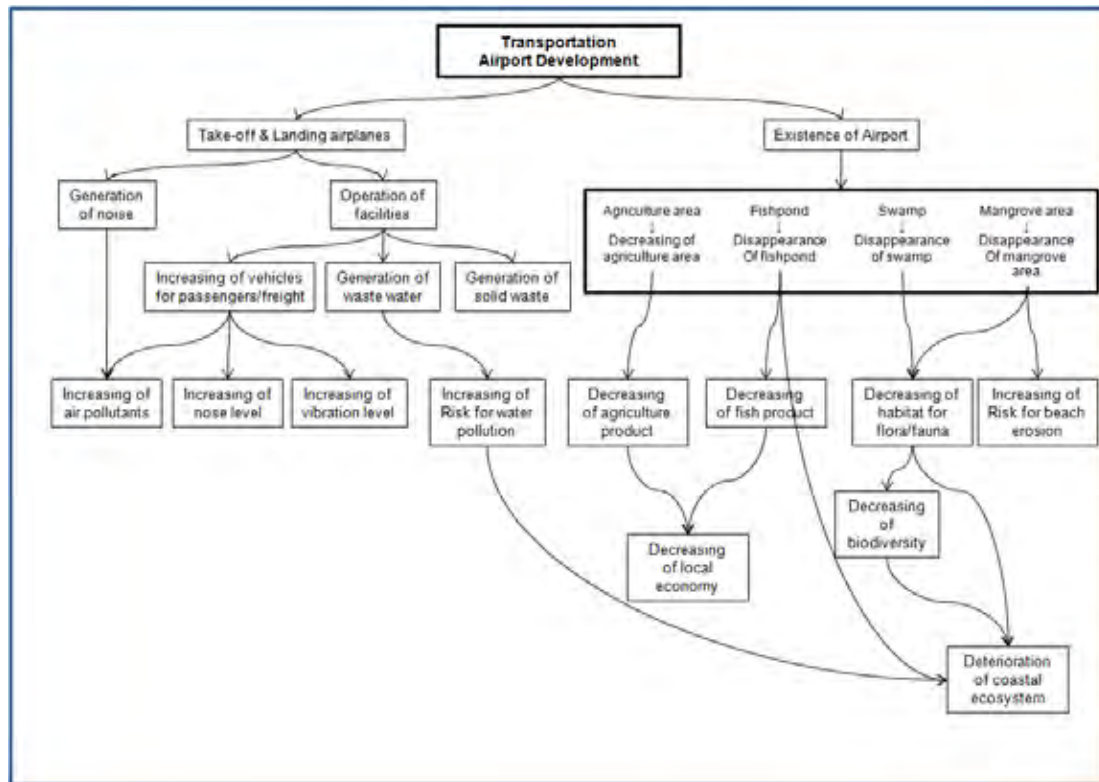 Transportation
Airport Development
Take-off & Landing airplanes
Existence of Airport
Generation
of noise
Operation of
facilities
Agriculture area
↓
Decreasing of
agriculture area
Fishpond
↓
Disappearance
Of fishpond
Swamp
↓
Disappearance
of swamp
Mangrove area
↓
Disappearance
Of mangrove
area
Increasing of vehicles
for passengers/freight
Generation of
waste water
Generation of
solid waste
Increasing of
air pollutants
Increasing of
nose level
Increasing of
vibration level
Increasing of
Risk for water
pollution
Decreasing
of agriculture
product
Decreasing
of fish product
Decreasing of
habitat for
flora/fauna
Increasing of
Risk for beach
erosion
Decreasing
of
biodiversity
Decreasing
of local
economy
Deterioration
of coastal
ecosystem